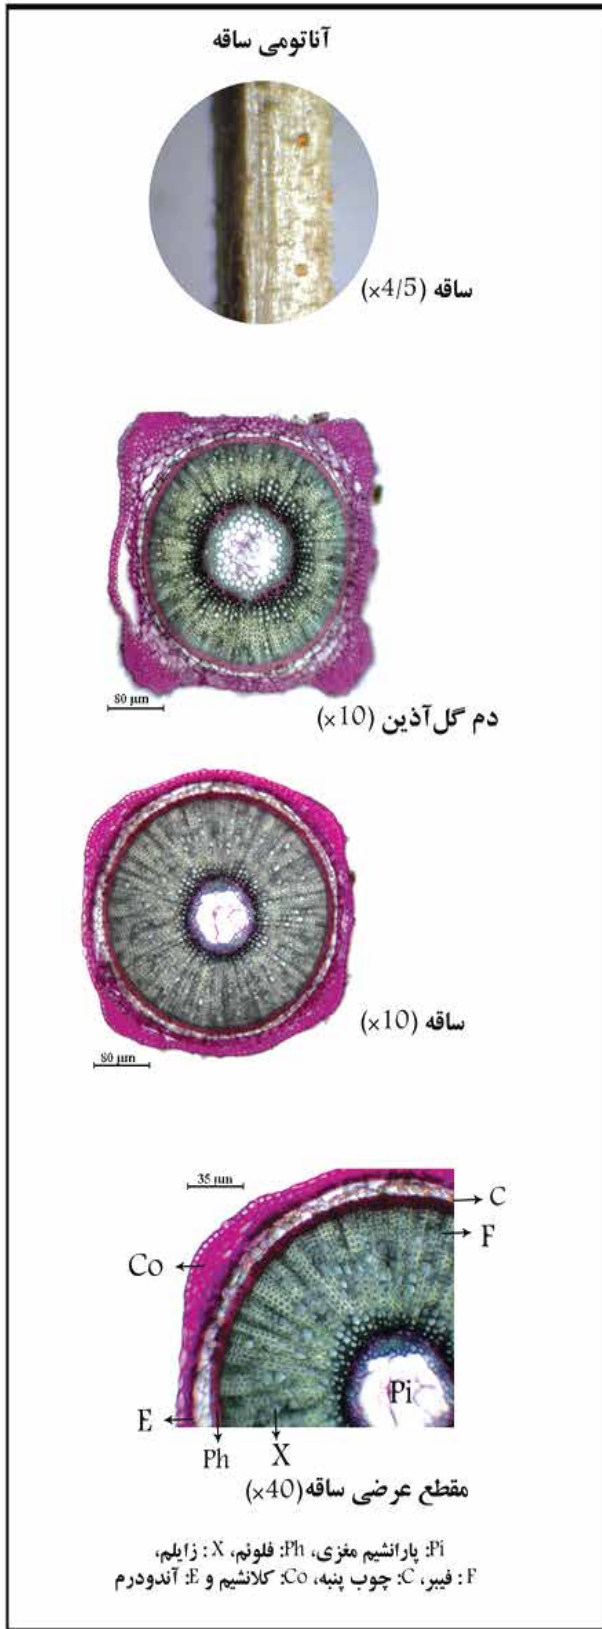 آناتومی ساقه
ساقه (×4/5)
80 µm
دم گل‌آذین (×10)
80 µm
ساقه (×10)
35 µm
C
F
Co
Pi
E
Ph
X
مقطع عرضی ساقه(×40)
Pi: پارانشیم مغزی، Ph: فلوئم، X: زایلم،
F: فیبر، C: چوب پنبه، Co: کلانشیم و E: آندودرم